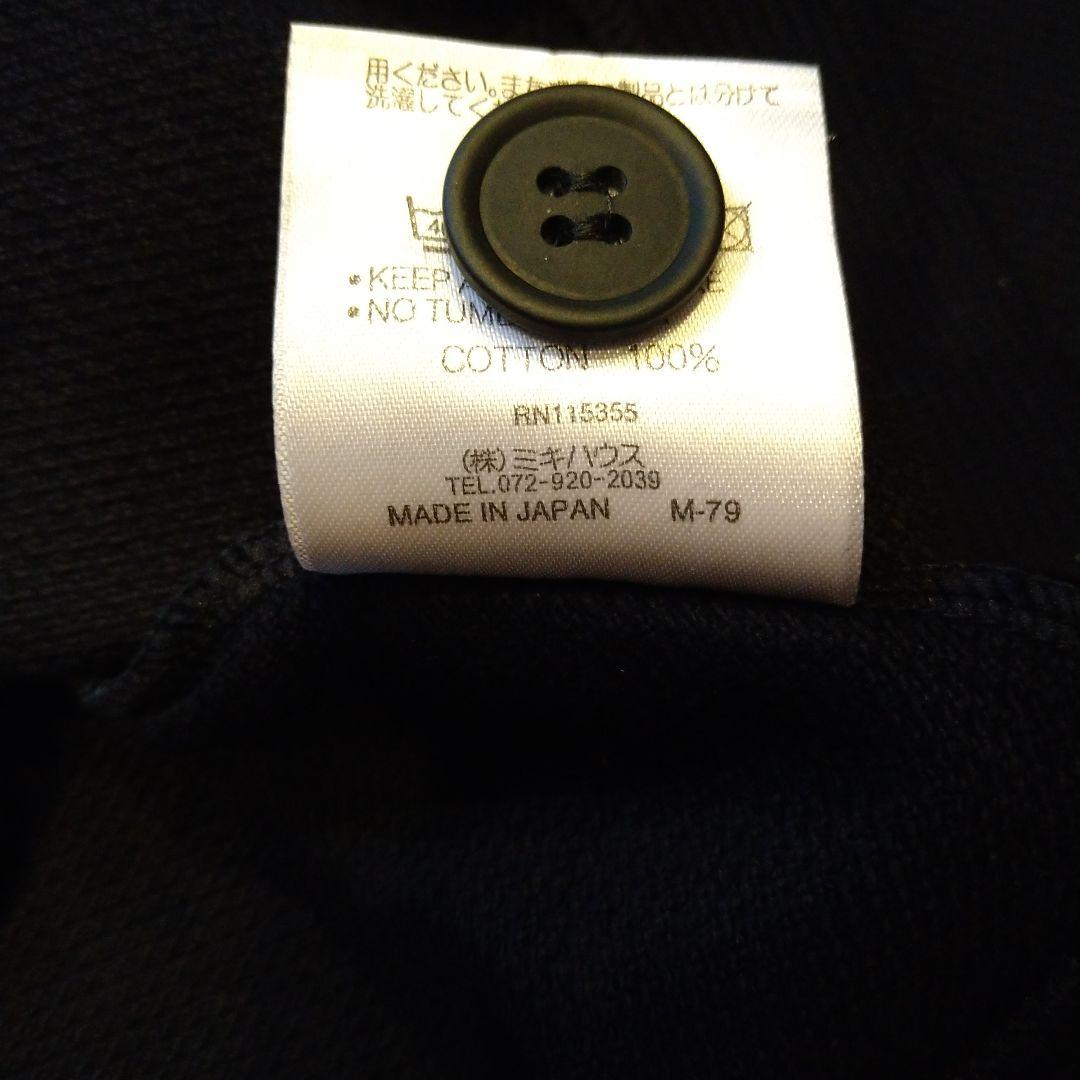 用ください。また 製品とは分けて
洗濯してく
40
• KEEP
• NO TUM
COTTON 100%
RN115355
(株)ミキハウス
TEL.072-920-2039
MADE IN JAPAN M-79